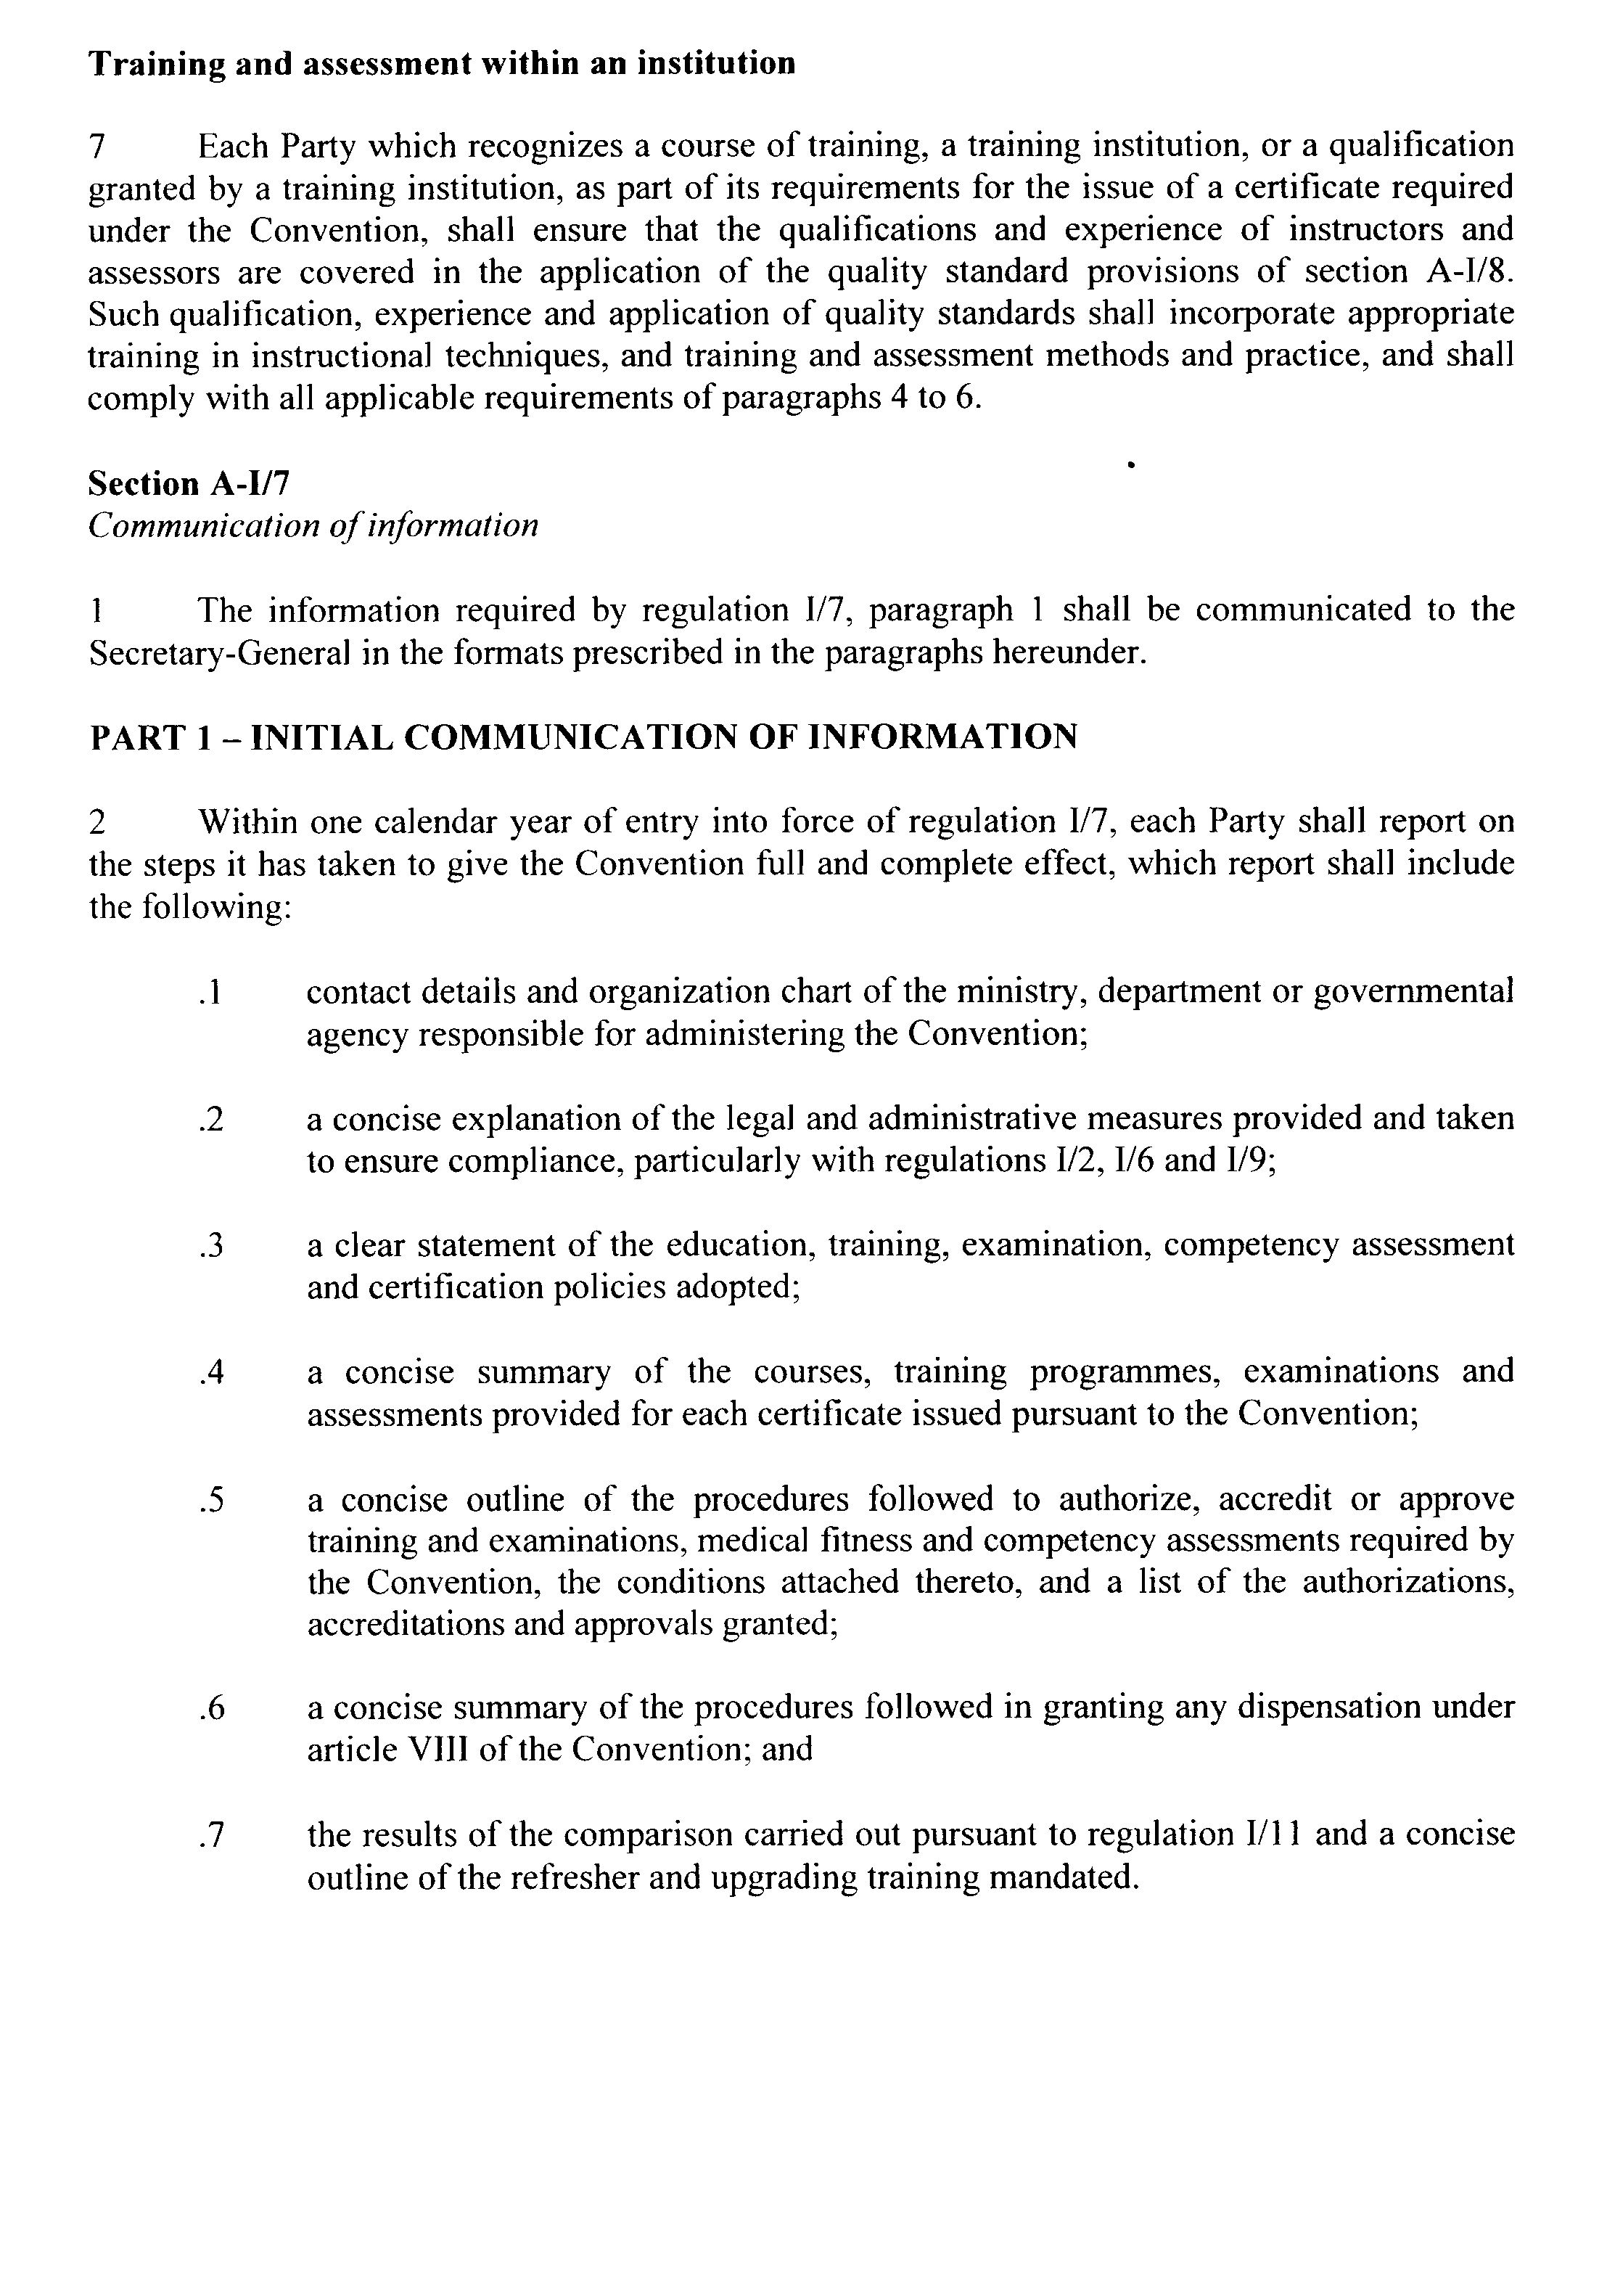 Training and assessment within an institution
7 Each Party which recognizes a course of training, a training institution, or a qualification
granted by a training institution, as part of its requirements for the issue of a certificate required
under the Convention, shall ensure that the qualifications and experience of instructors and
assessors are covered in the application of the quality standard provisions of section A-I/8.
Such qualification, experience and application of quality standards shall incorporate appropriate
training in instructional techniques, and training and assessment methods and practice, and shall
comply with all applicable requirements of paragraphs 4 to 6.
Section A-I/7
Communication of information
1 The information required by regulation I/7, paragraph 1 shall be communicated to the
Secretary-General in the formats prescribed in the paragraphs hereunder.
PART 1 – INITIAL COMMUNICATION OF INFORMATION
2 Within one calendar year of entry into force of regulation I/7, each Party shall report on
the steps it has taken to give the Convention full and complete effect, which report shall include
the following:
.1 contact details and organization chart of the ministry, department or governmental
agency responsible for administering the Convention;
.2 a concise explanation of the legal and administrative measures provided and taken
to ensure compliance, particularly with regulations I/2, I/6 and I/9;
.3 a clear statement of the education, training, examination, competency assessment
and certification policies adopted;
.4 a concise summary of the courses, training programmes, examinations and
assessments provided for each certificate issued pursuant to the Convention;
.5 a concise outline of the procedures followed to authorize, accredit or approve
training and examinations, medical fitness and competency assessments required by
the Convention, the conditions attached thereto, and a list of the authorizations,
accreditations and approvals granted;
.6 a concise summary of the procedures followed in granting any dispensation under
article VIII of the Convention; and
.7 the results of the comparison carried out pursuant to regulation I/11 and a concise
outline of the refresher and upgrading training mandated.